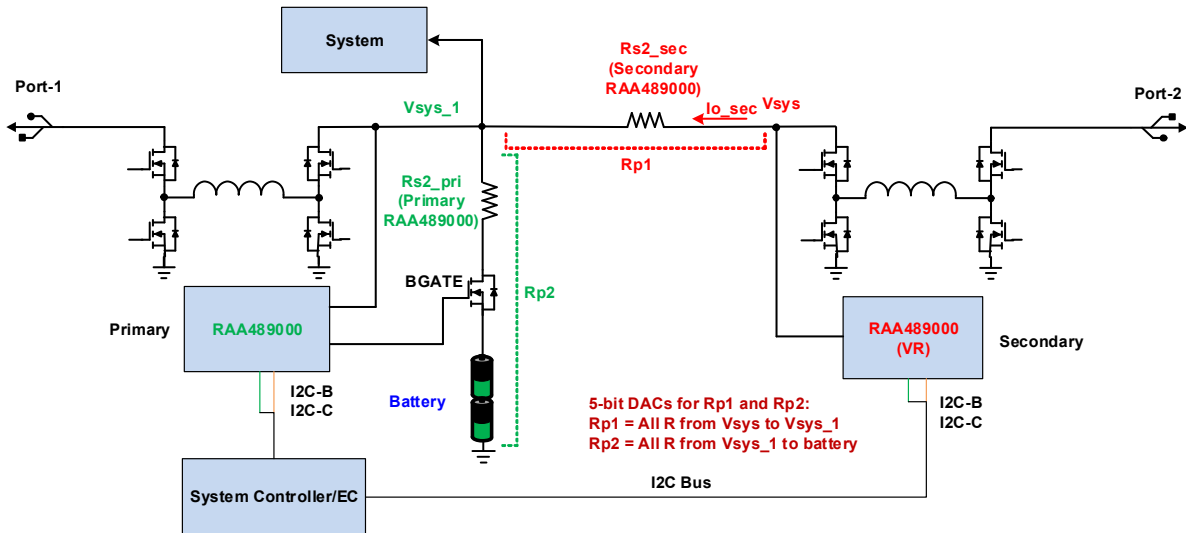 System
Rs2_sec
(Secondary
RAA489000)
Port-1
Port-2
Vsys_1
Io_sec
Vsys
Rp1
Rs2_pri
(Primary
RAA489000)
BGATE
Rp2
Primary
RAA489000
RAA489000
(VR)
Secondary
I2C-B
I2C-C
I2C-B
I2C-C
Battery
5-bit DACs for Rp1 and Rp2:
Rp1 = All R from Vsys to Vsys_1
Rp2 = All R from Vsys_1 to battery
System Controller/EC
I2C Bus